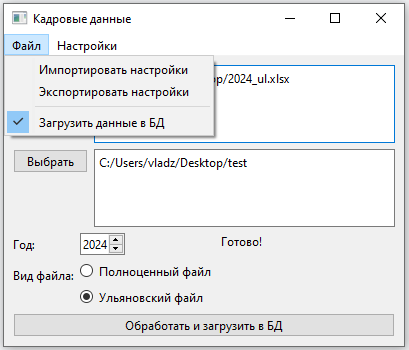 Кадровые данные
Файл Настройки
Импортировать настройки
Экспортировать настройки
Загрузить данные в БД
/2024_ul.xlsx
Выбрать
C:/Users/vladz/Desktop/test
Год: 2024 Готово!
Вид файла: Полноценный файл
Ульяновский файл
Обработать и загрузить в БД